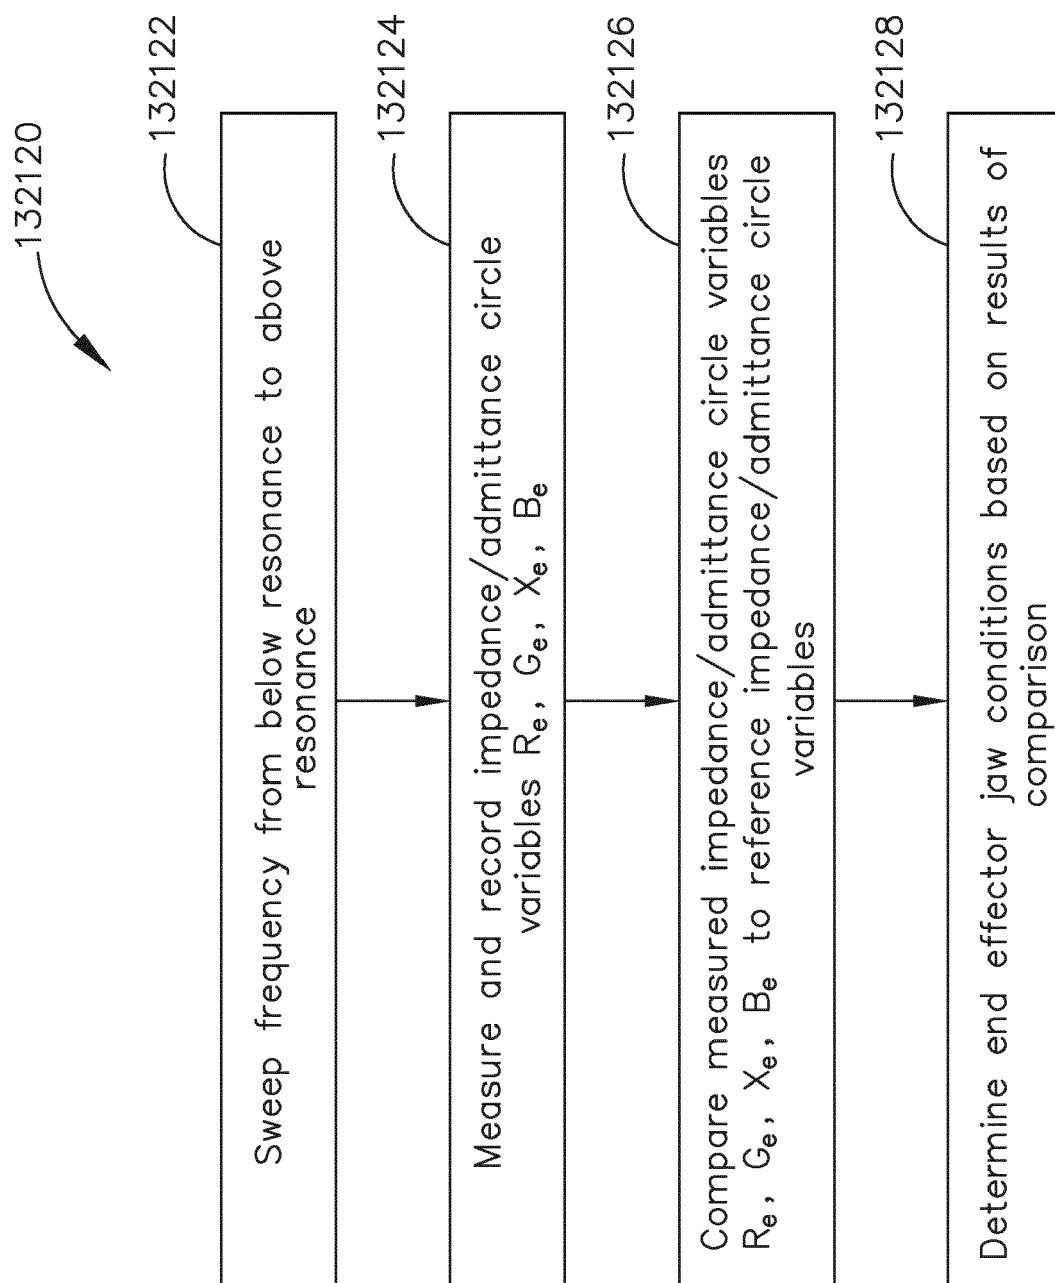 132120
132122
Sweep frequency from below resonance to above
resonance
132124
Measure and record impedance/admittance circle
variables Re, Ge, Xe, Be
132126
Compare measured impedance/admittance circle variables
Re, Ge, Xe, Be to reference impedance/admittance circle
variables
132128
Determine end effector jaw conditions based on results of
comparison